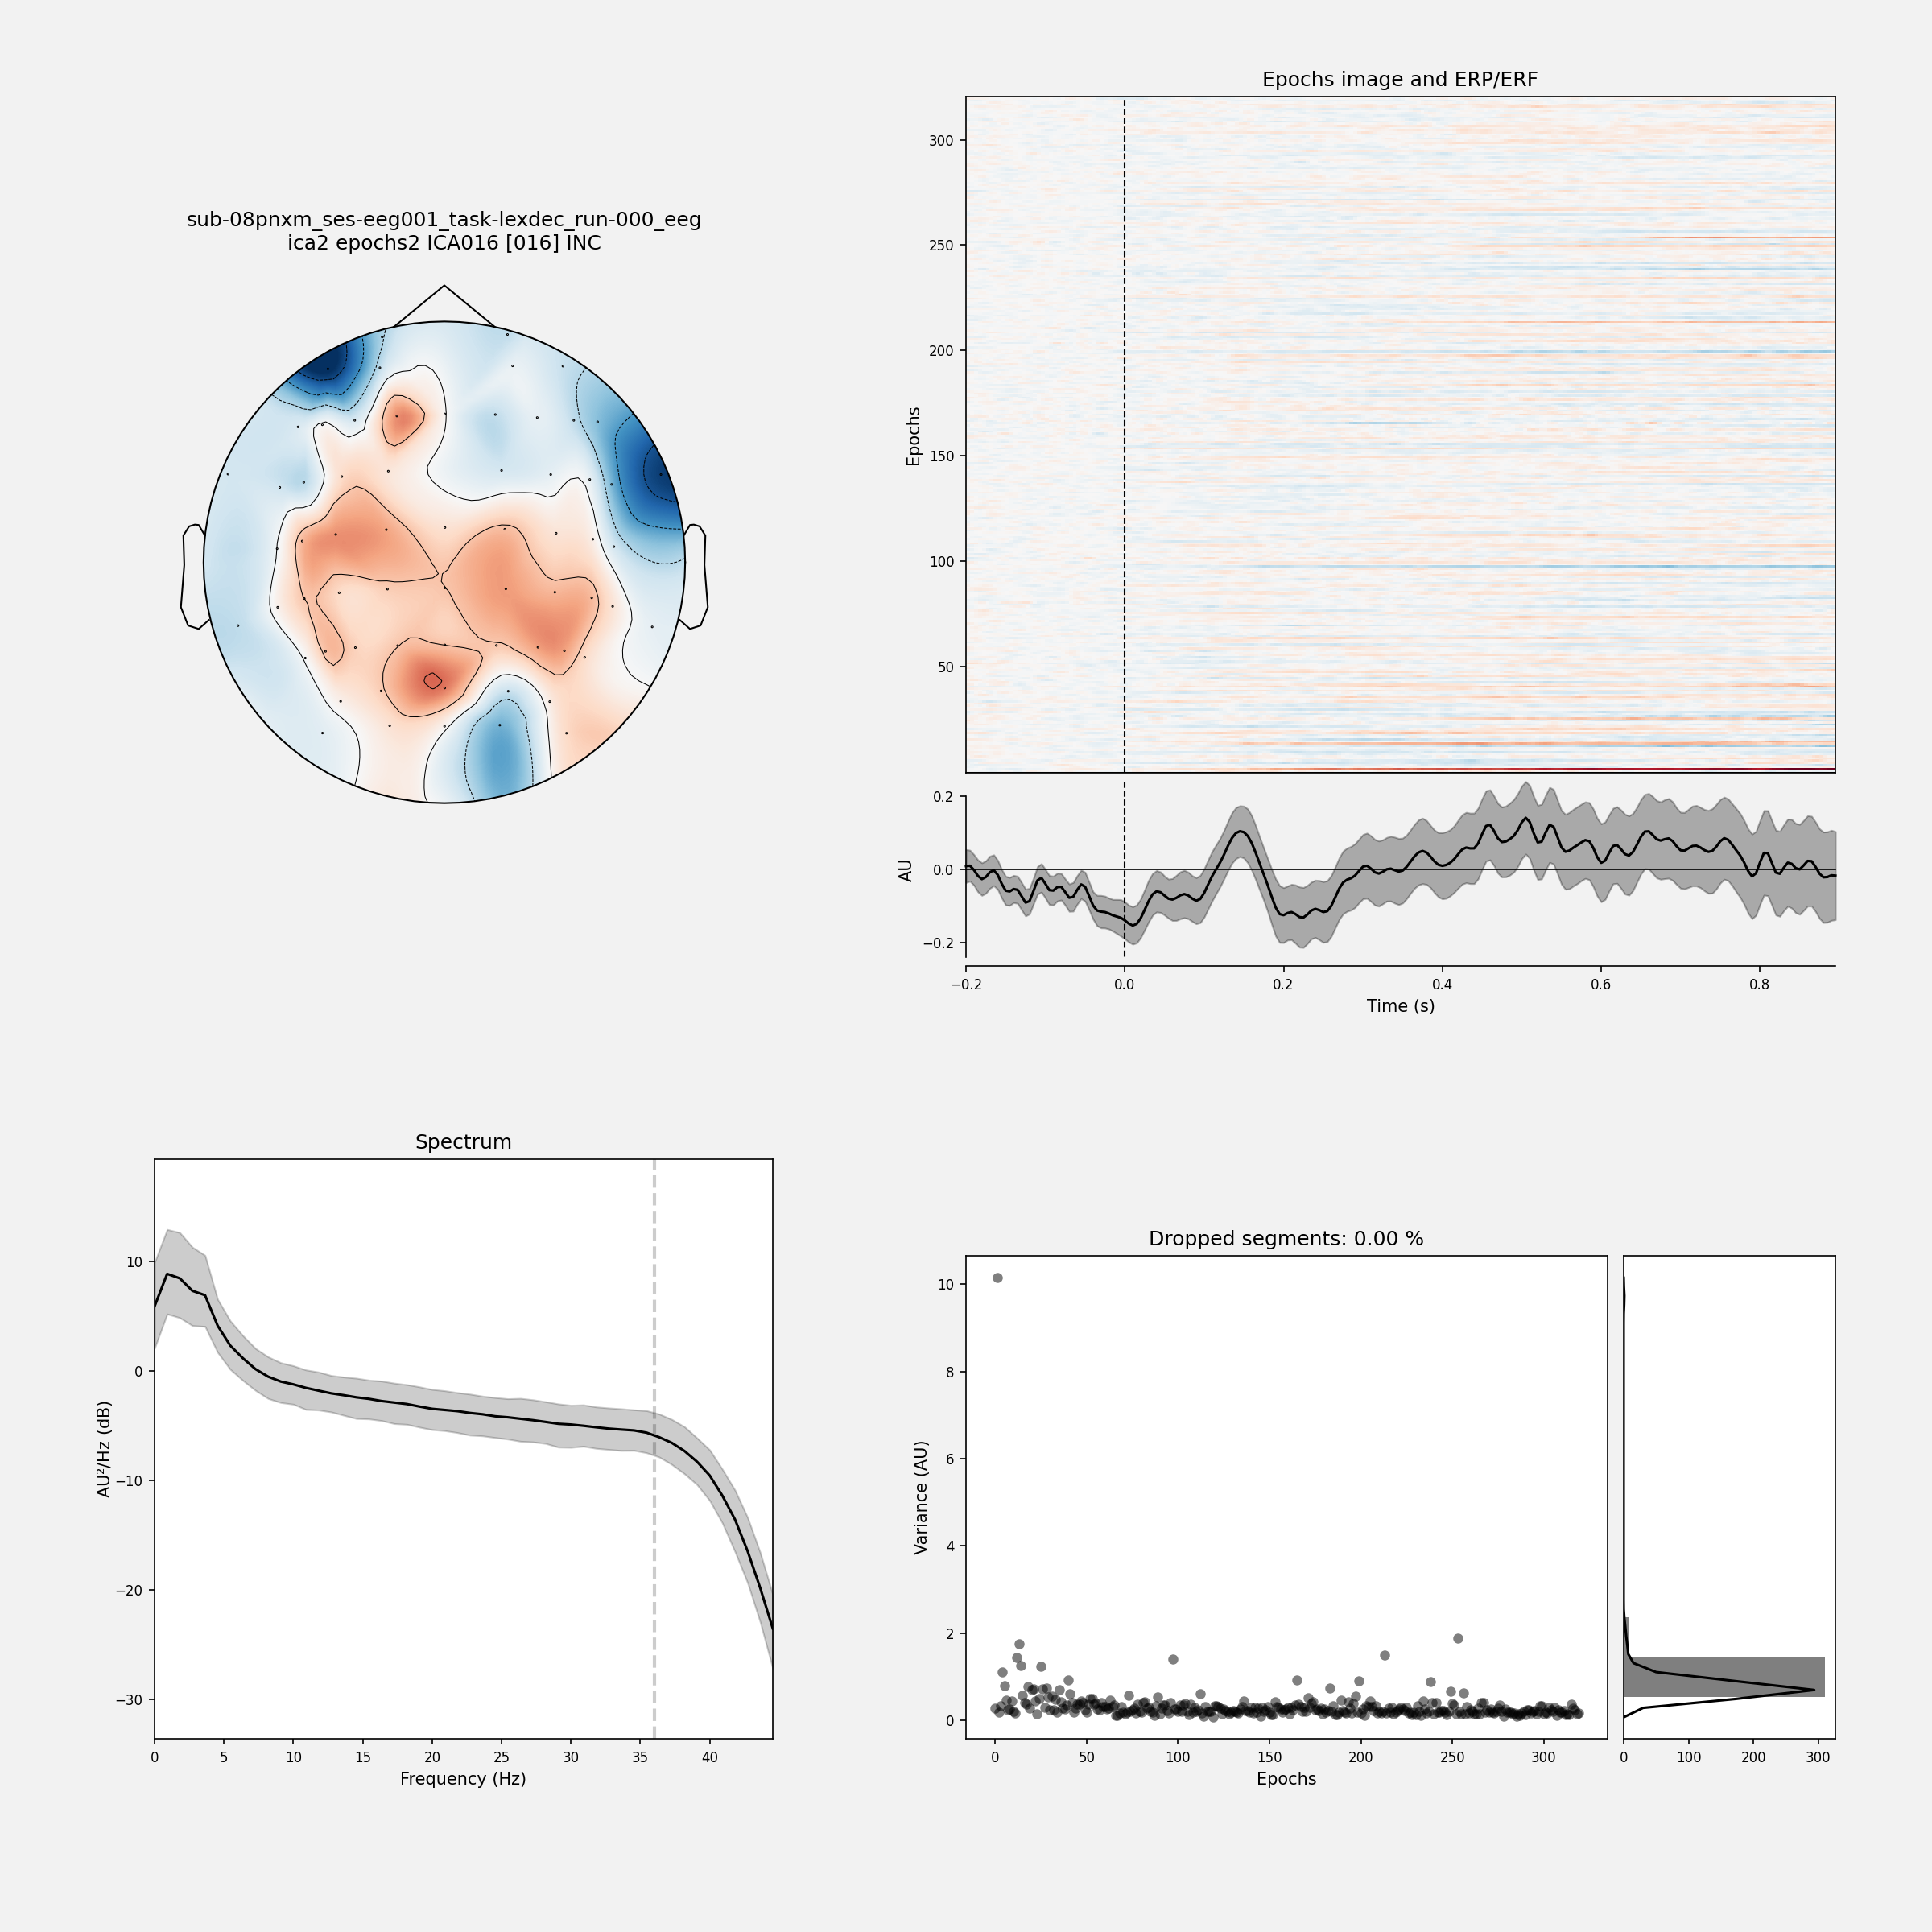 sub-08pnxm_ses-eeg001_task-lexdec_run-000_eeg
ica2 epochs2 ICA016 [016] INC
Epochs image and ERP/ERF
300
250
200
150
100
50
Epochs
0.2
0.0
−0.2
AU
−0.2 0.0 0.2 0.4 0.6 0.8
Time (s)
Spectrum
10
0
−10
−20
−30
AU²/Hz (dB)
0 5 10 15 20 25 30 35 40
Frequency (Hz)
Dropped segments: 0.00 %
10
8
6
4
2
0
Variance (AU)
0 50 100 150 200 250 300
Epochs
0 100 200 300